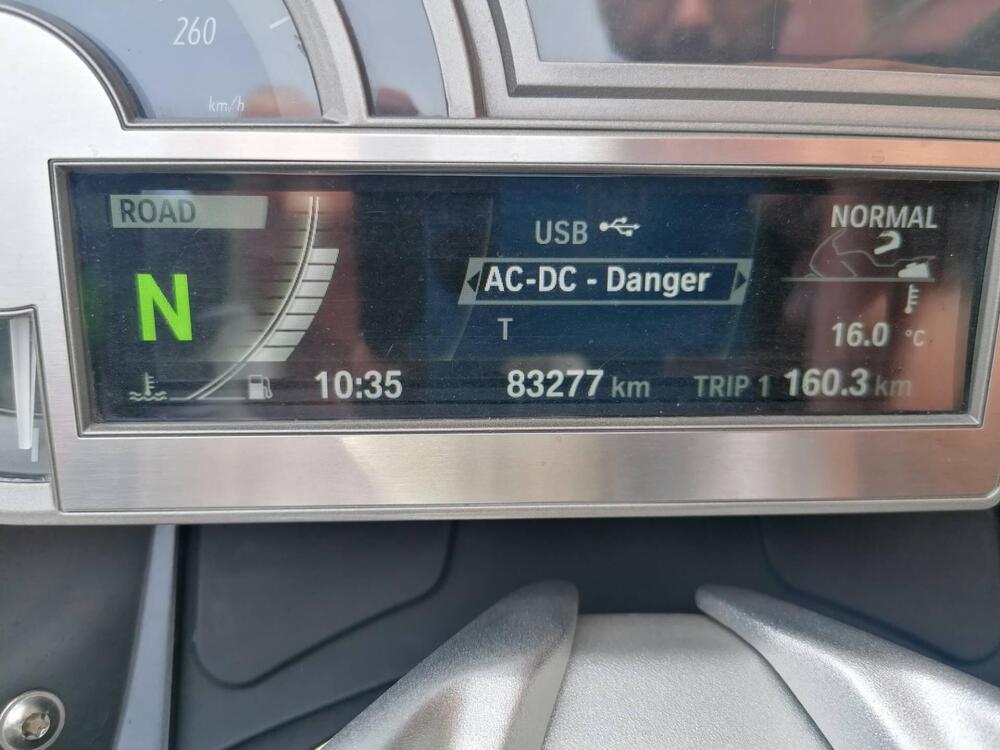 260
km/h
ROAD
USB
NORMAL
N
AC-DC - Danger
T
16.0 °C
10:35 83277 km TRIP 1 160.3 km